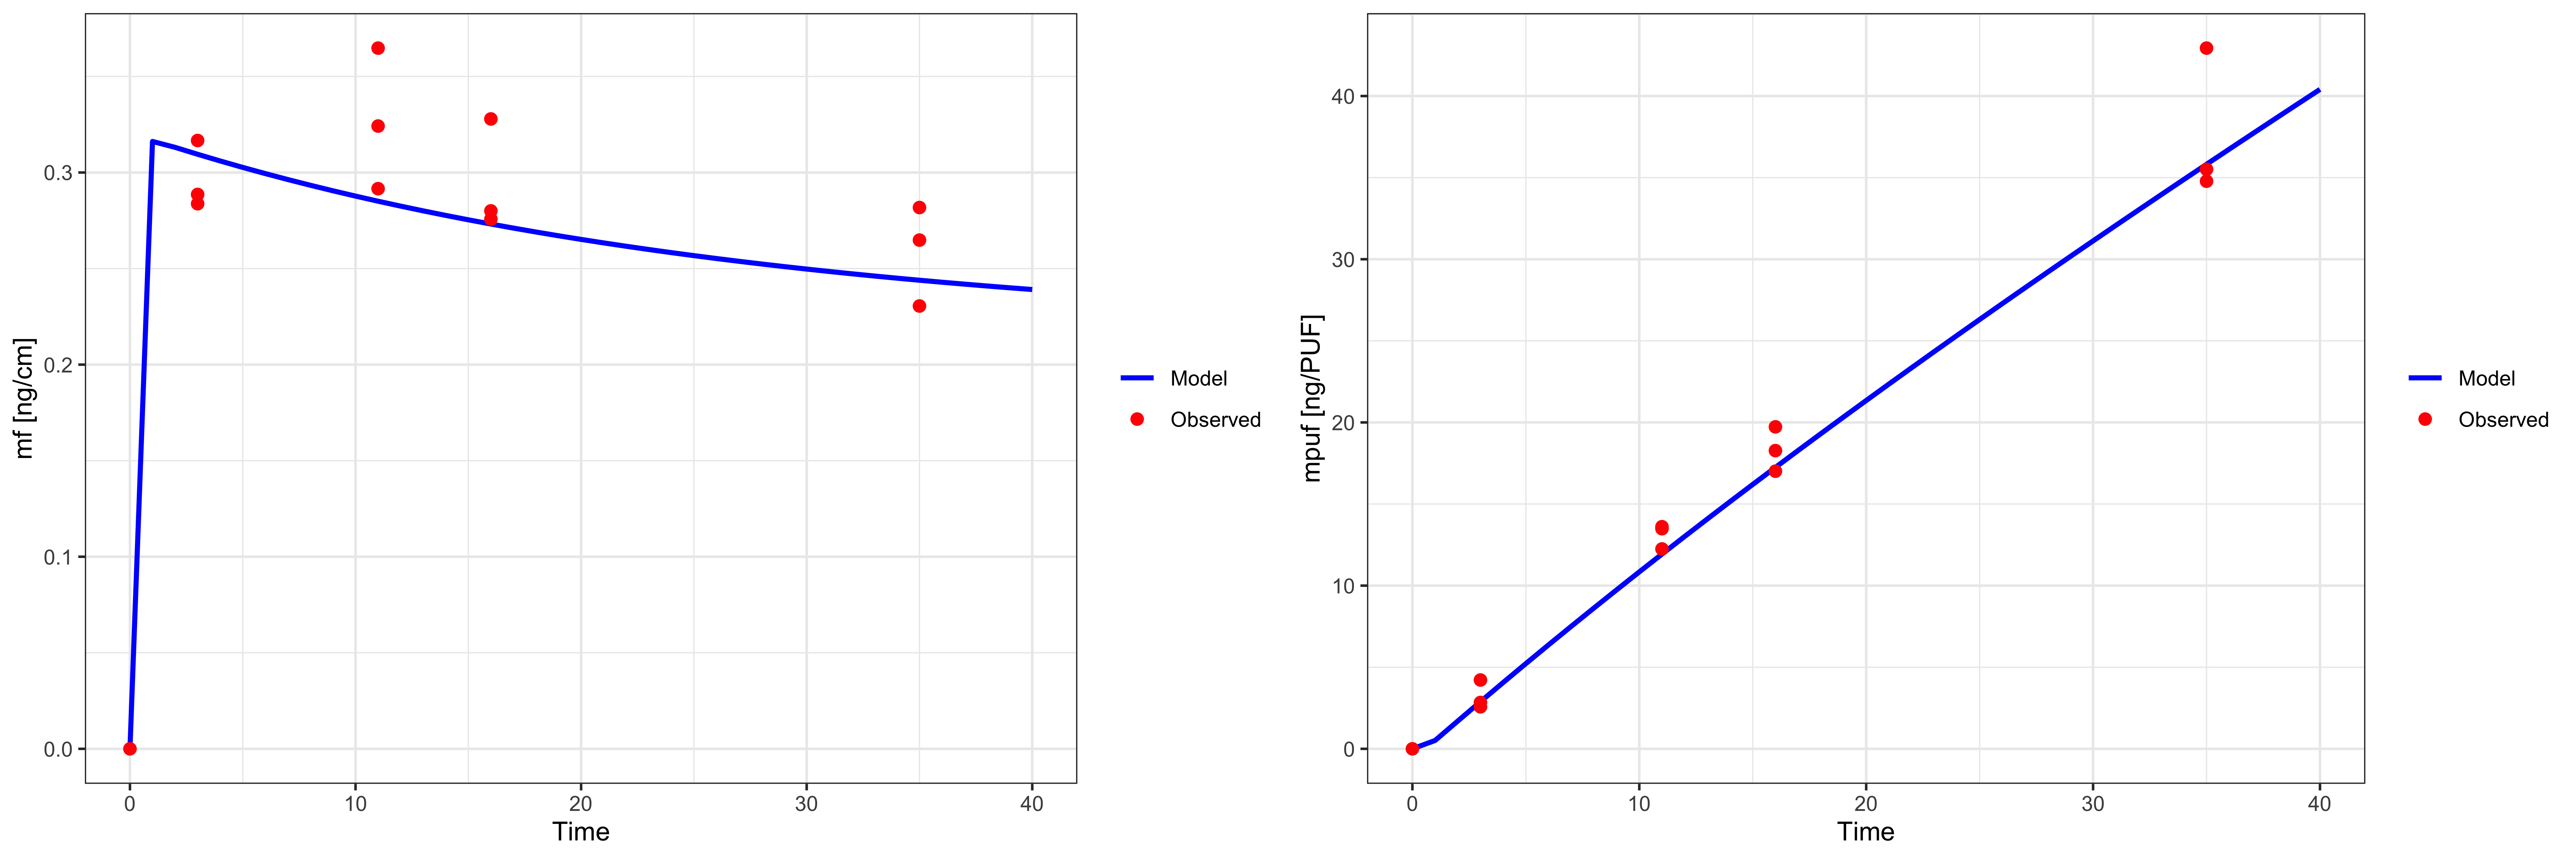 mf [ng/cm]
0.3
0.2
0.1
0.0
0 10 20 30 40
Time
Model
Observed
mpuf [ng/PUF]
40
30
20
10
0
0 10 20 30 40
Time
Model
Observed